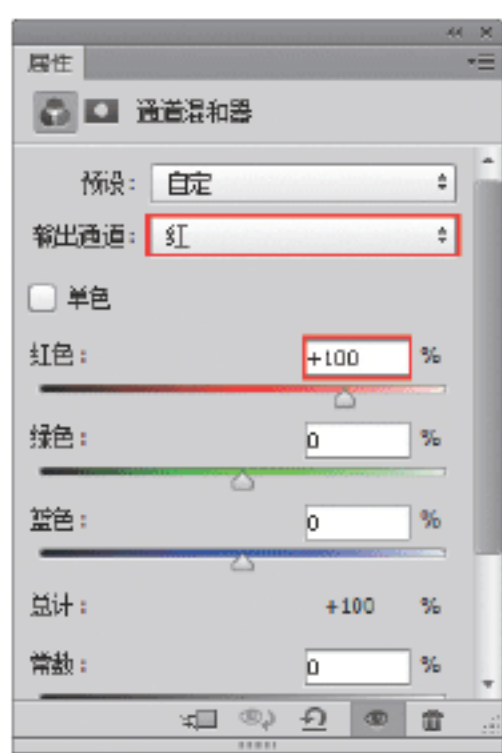 属性
通道混和器
预设： 自定
输出通道： 红
单色
红色： +100 %
绿色： 0 %
蓝色： 0 %
总计： +100 %
常数： 0 %